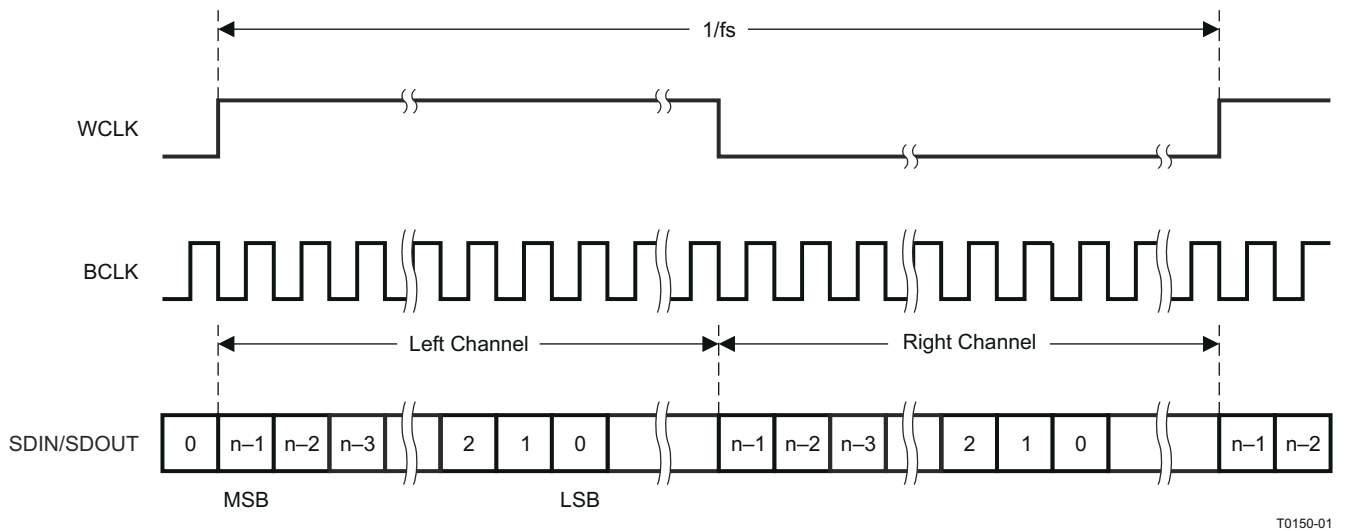 1/fs
WCLK
BCLK
Left Channel
Right Channel
SDIN/SDOUT 0 n–1 n–2 n–3 2 1 0 n–1 n–2 n–3 2 1 0 n–1 n–2
MSB LSB
T0150-01